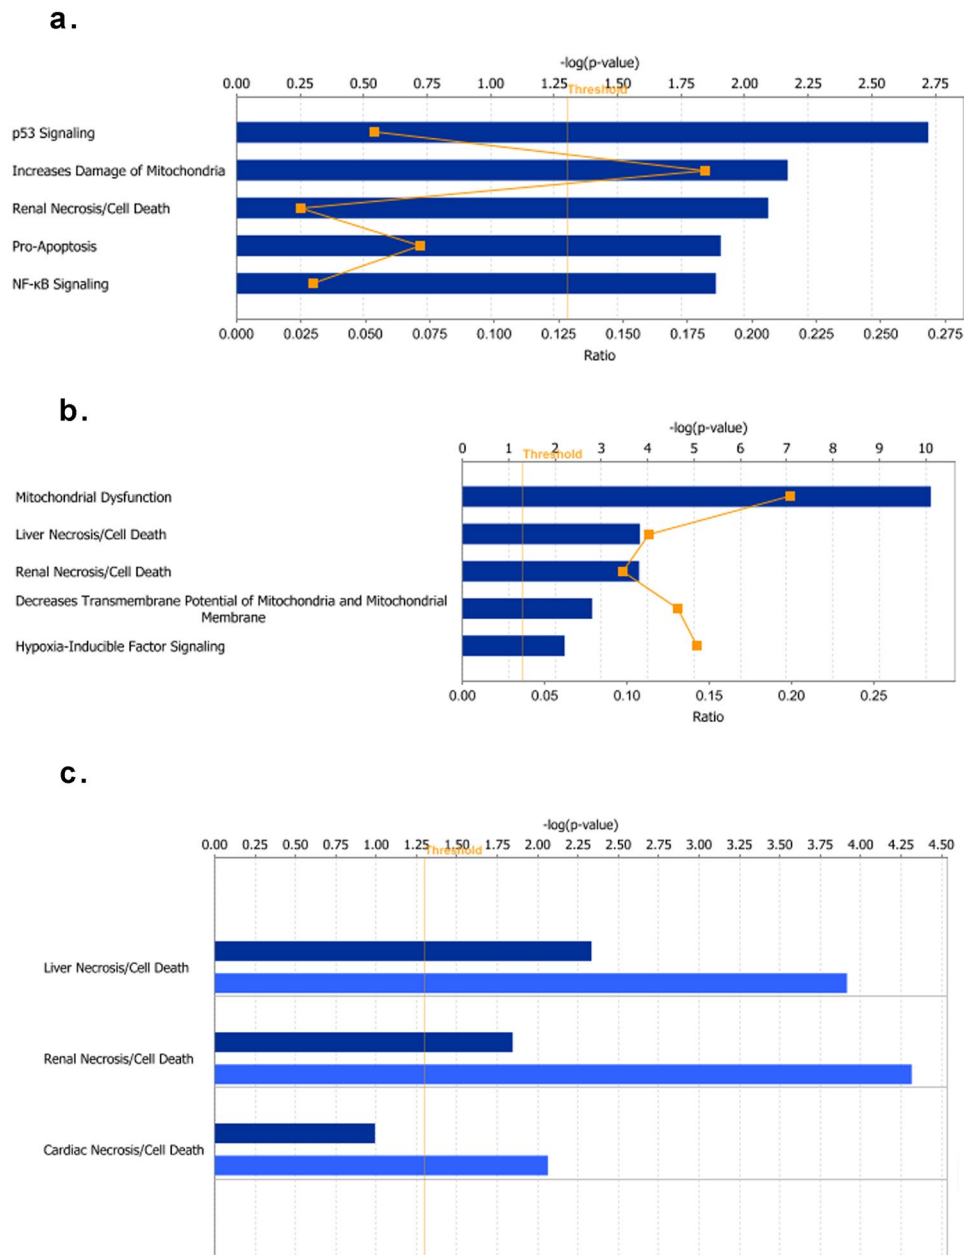 a.
-log(p-value)
0.00 0.25 0.50 0.75 1.00 1.25 1.50 1.75 2.00 2.25 2.50 2.75
Threshold
p53 Signaling
Increases Damage of Mitochondria
Renal Necrosis/Cell Death
Pro-Apoptosis
NF-κB Signaling
0.000 0.025 0.050 0.075 0.100 0.125 0.150 0.175 0.200 0.225 0.250 0.275
Ratio
b.
-log(p-value)
0 1 2 3 4 5 6 7 8 9 10
Threshold
Mitochondrial Dysfunction
Liver Necrosis/Cell Death
Renal Necrosis/Cell Death
Decreases Transmembrane Potential of Mitochondria and Mitochondrial
Membrane
Hypoxia-Inducible Factor Signaling
0.00 0.05 0.10 0.15 0.20 0.25
Ratio
c.
-log(p-value)
0.00 0.25 0.50 0.75 1.00 1.25 1.50 1.75 2.00 2.25 2.50 2.75 3.00 3.25 3.50 3.75 4.00 4.25 4.50
Threshold
Liver Necrosis/Cell Death
Renal Necrosis/Cell Death
Cardiac Necrosis/Cell Death